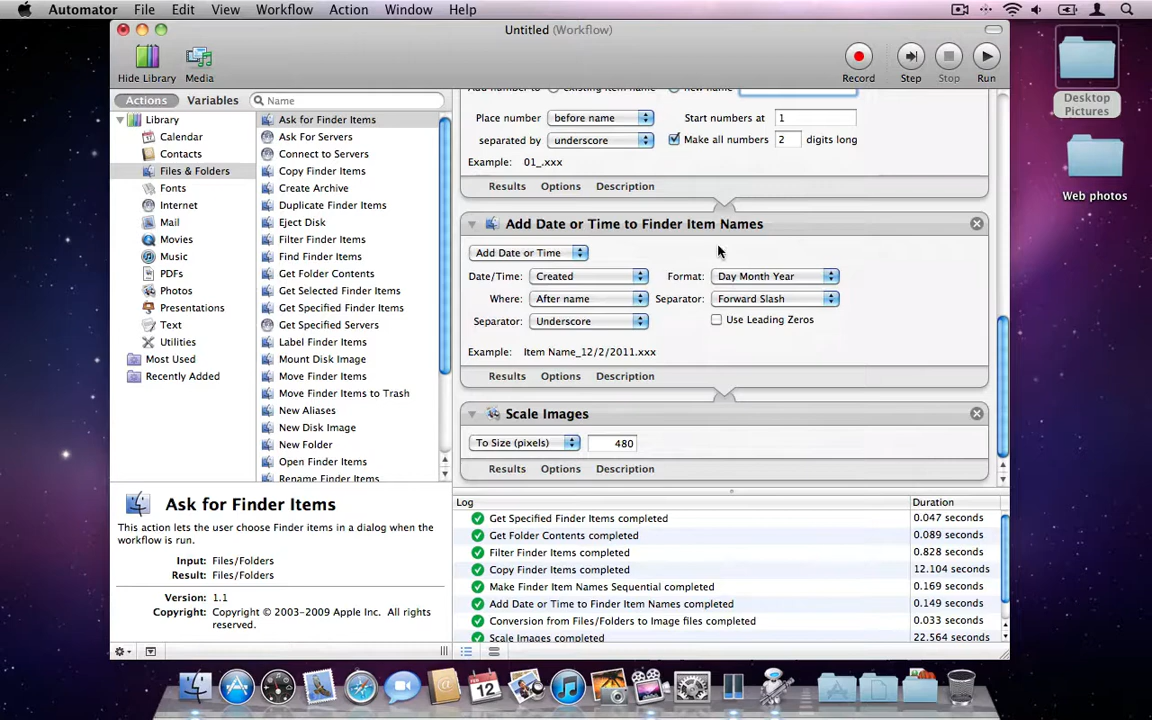 Automator File Edit View Workflow Action Window Help
Untitled (Workflow)
Hide Library Media
Record Step Stop Run
Actions Variables Name
Library
Calendar
Contacts
Files & Folders
Fonts
Internet
Mail
Movies
Music
PDFs
Photos
Presentations
Text
Utilities
Most Used
Recently Added
Ask for Finder Items
Ask For Servers
Connect to Servers
Copy Finder Items
Create Archive
Duplicate Finder Items
Eject Disk
Filter Finder Items
Find Finder Items
Get Folder Contents
Get Selected Finder Items
Get Specified Finder Items
Get Specified Servers
Label Finder Items
Mount Disk Image
Move Finder Items
Move Finder Items to Trash
New Aliases
New Disk Image
New Folder
Open Finder Items
Rename Finder Items
Add number to existing item name new name
Place number before name Start numbers at 1
separated by underscore Make all numbers 2 digits long
Example: 01_.xxx
Results Options Description
Add Date or Time to Finder Item Names
Add Date or Time
Date/Time: Created Format: Day Month Year
Where: After name Separator: Forward Slash
Separator: Underscore Use Leading Zeros
Example: Item Name_12/2/2011.xxx
Results Options Description
Scale Images
To Size (pixels) 480
Results Options Description
Ask for Finder Items
This action lets the user choose Finder items in a dialog when the
workflow is run.
Input: Files/Folders
Result: Files/Folders
Version: 1.1
Copyright: Copyright © 2003-2009 Apple Inc. All rights
reserved.
Log Duration
Get Specified Finder Items completed 0.047 seconds
Get Folder Contents completed 0.089 seconds
Filter Finder Items completed 0.828 seconds
Copy Finder Items completed 12.104 seconds
Make Finder Item Names Sequential completed 0.169 seconds
Add Date or Time to Finder Item Names completed 0.149 seconds
Conversion from Files/Folders to Image files completed 0.033 seconds
Scale Images completed 22.564 seconds
Desktop
Pictures
Web photos
FEB
12